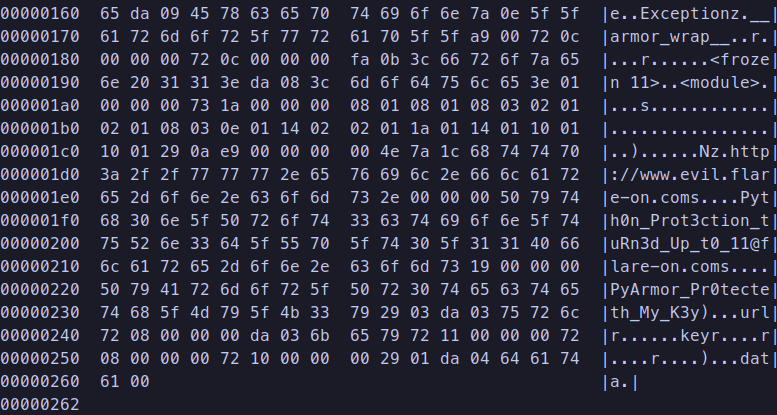 00000160  65 da 09 45 78 63 65 70  74 69 6f 6e 7a 0e 5f 5f  |e..Exceptionz.__|
00000170  61 72 6d 6f 72 5f 77 72  61 70 5f 5f a9 00 72 0c  |armor_wrap__..r.|
00000180  00 00 00 72 0c 00 00 00  fa 0b 3c 66 72 6f 7a 65  |...r......<froze|
00000190  6e 20 31 31 3e da 08 3c  6d 6f 64 75 6c 65 3e 01  |n 11>..<module>.|
000001a0  00 00 00 73 1a 00 00 00  08 01 08 01 08 03 02 01  |...s............|
000001b0  02 01 08 03 0e 01 14 02  02 01 1a 01 14 01 10 01  |................|
000001c0  10 01 29 0a e9 00 00 00  00 4e 7a 1c 68 74 74 70  |..)......Nz.http|
000001d0  3a 2f 2f 77 77 77 2e 65  76 69 6c 2e 66 6c 61 72  |://www.evil.flar|
000001e0  65 2d 6f 6e 2e 63 6f 6d  73 2e 00 00 00 50 79 74  |e-on.coms....Pyt|
000001f0  68 30 6e 5f 50 72 6f 74  33 63 74 69 6f 6e 5f 74  |h0n_Prot3ction_t|
00000200  75 52 6e 33 64 5f 55 70  5f 74 30 5f 31 31 40 66  |uRn3d_Up_t0_11@f|
00000210  6c 61 72 65 2d 6f 6e 2e  63 6f 6d 73 19 00 00 00  |lare-on.coms....|
00000220  50 79 41 72 6d 6f 72 5f  50 72 30 74 65 63 74 65  |PyArmor_Pr0tecte|
00000230  74 68 5f 4d 79 5f 4b 33  79 29 03 da 03 75 72 6c  |th_My_K3y)...url|
00000240  72 08 00 00 00 da 03 6b  65 79 72 11 00 00 00 72  |r......keyr....r|
00000250  08 00 00 00 72 10 00 00  00 29 01 da 04 64 61 74  |....r....)...dat|
00000260  61 00                                             |a.|
00000262